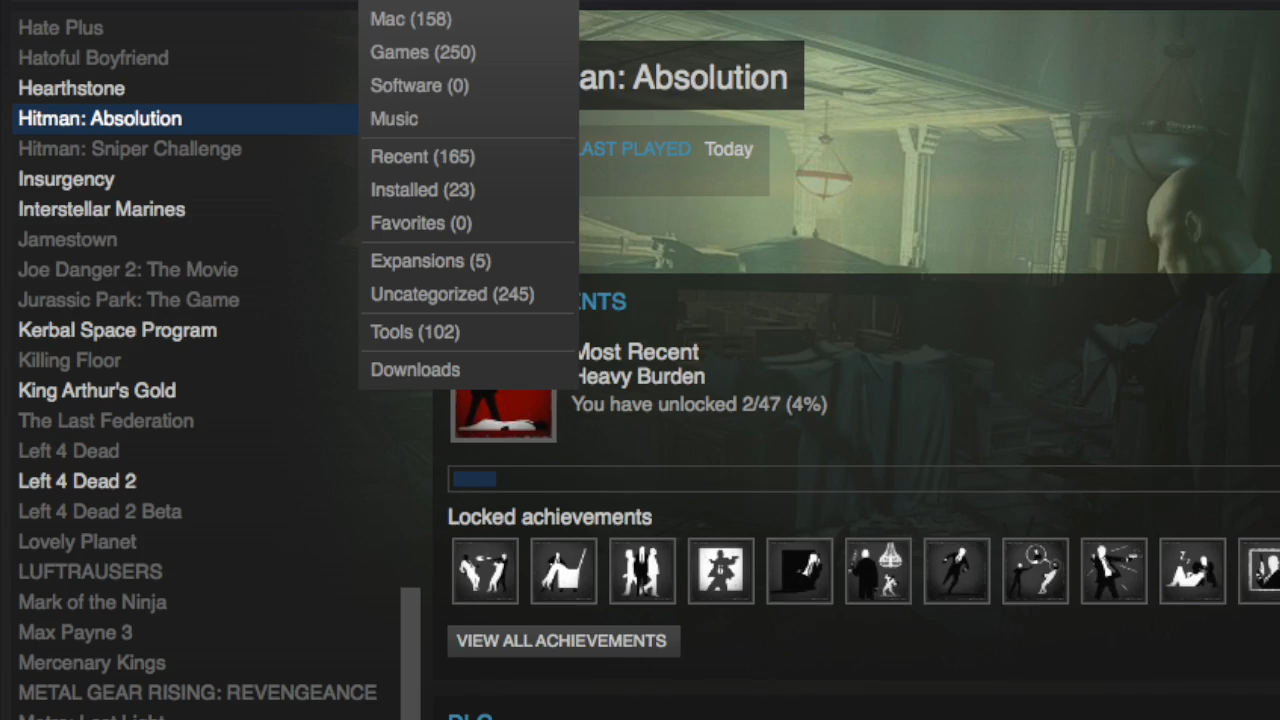 Hate Plus
Hatoful Boyfriend
Hearthstone
Hitman: Absolution
Hitman: Sniper Challenge
Insurgency
Interstellar Marines
Jamestown
Joe Danger 2: The Movie
Jurassic Park: The Game
Kerbal Space Program
Killing Floor
King Arthur's Gold
The Last Federation
Left 4 Dead
Left 4 Dead 2
Left 4 Dead 2 Beta
Lovely Planet
LUFTRAUSERS
Mark of the Ninja
Max Payne 3
Mercenary Kings
METAL GEAR RISING: REVENGEANCE
Mac (158)
Games (250)
Software (0)
Music
Recent (165)
Installed (23)
Favorites (0)
Expansions (5)
Uncategorized (245)
Tools (102)
Downloads
an: Absolution
LAST PLAYED Today
NTS
Most Recent
Heavy Burden
You have unlocked 2/47 (4%)
Locked achievements
VIEW ALL ACHIEVEMENTS
DLC